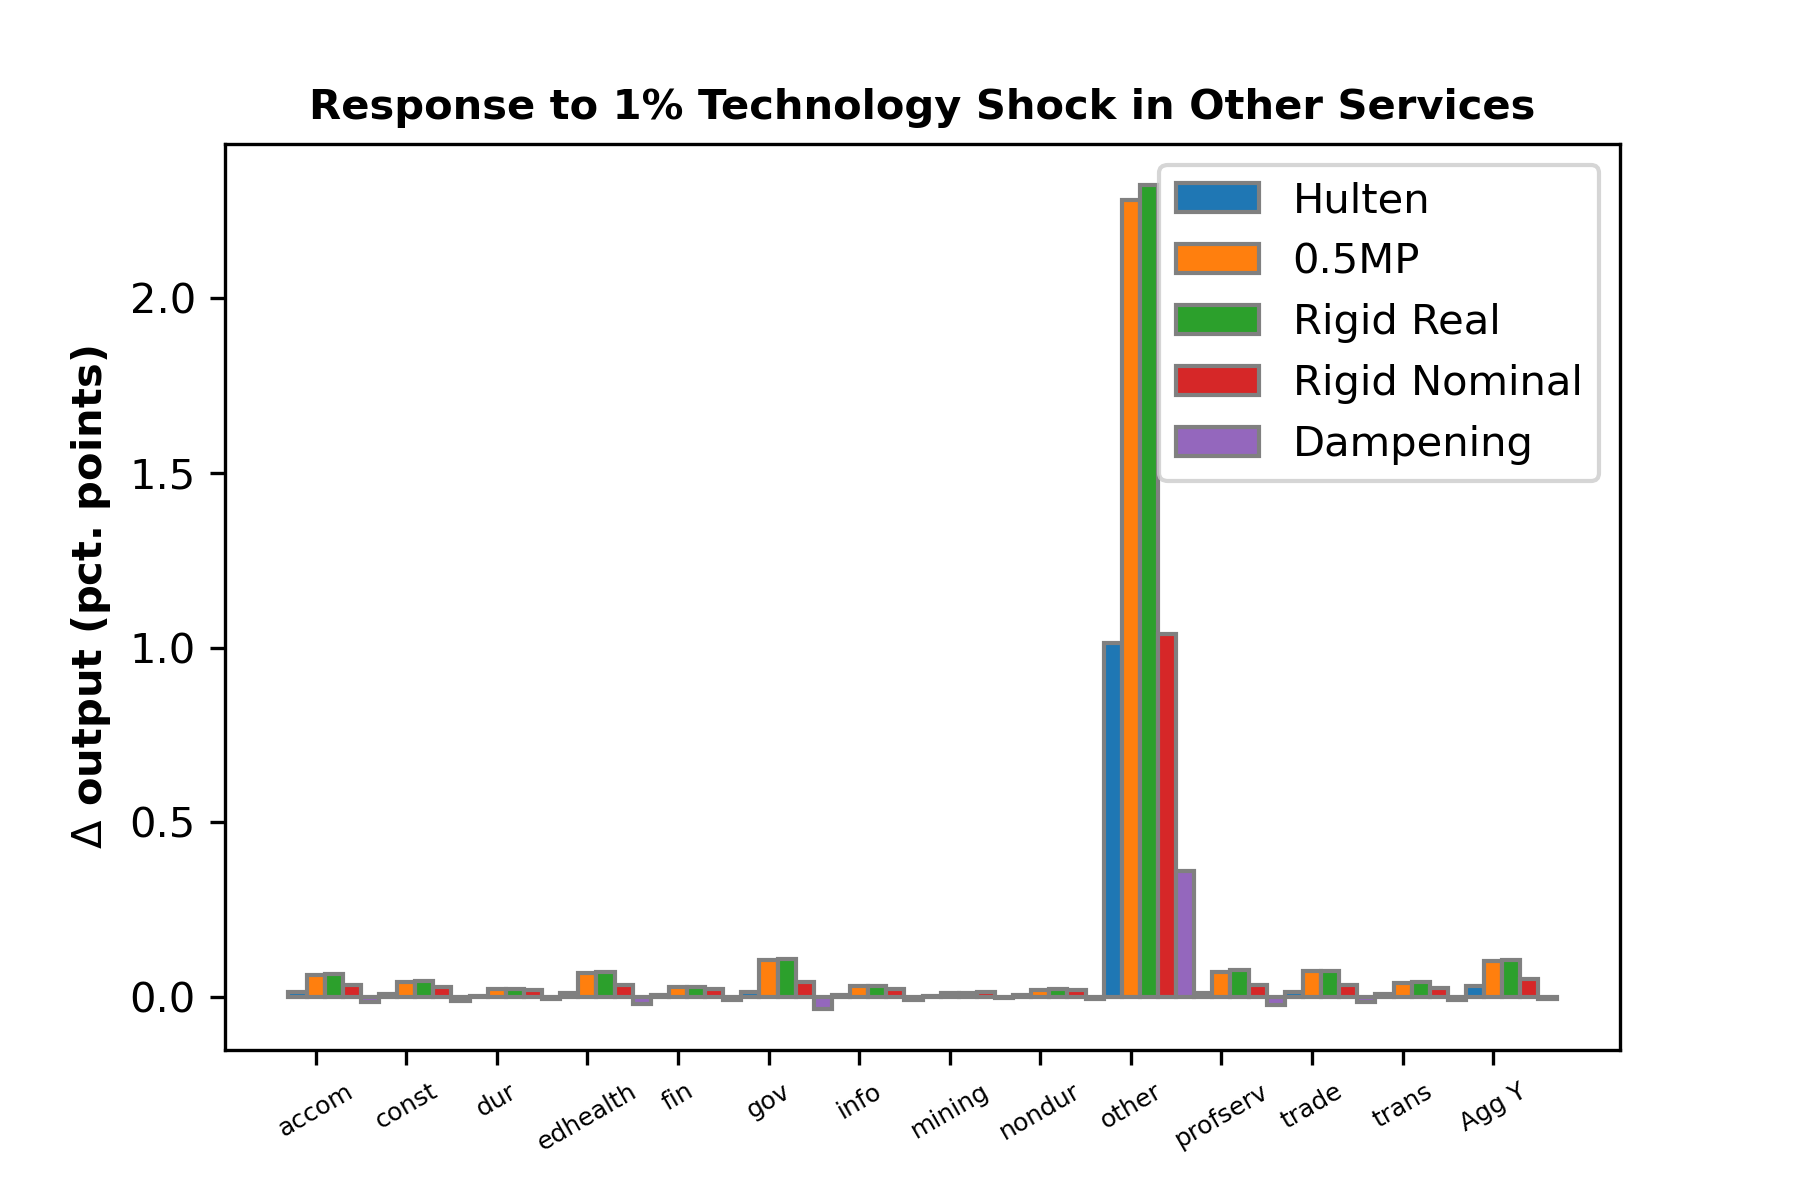 Response to 1% Technology Shock in Other Services
Δ output (pct. points)
2.0
1.5
1.0
0.5
0.0
Hulten
0.5MP
Rigid Real
Rigid Nominal
Dampening
accom
const
dur
edhealth
fin
gov
info
mining
nondur
other
profserv
trade
trans
Agg Y